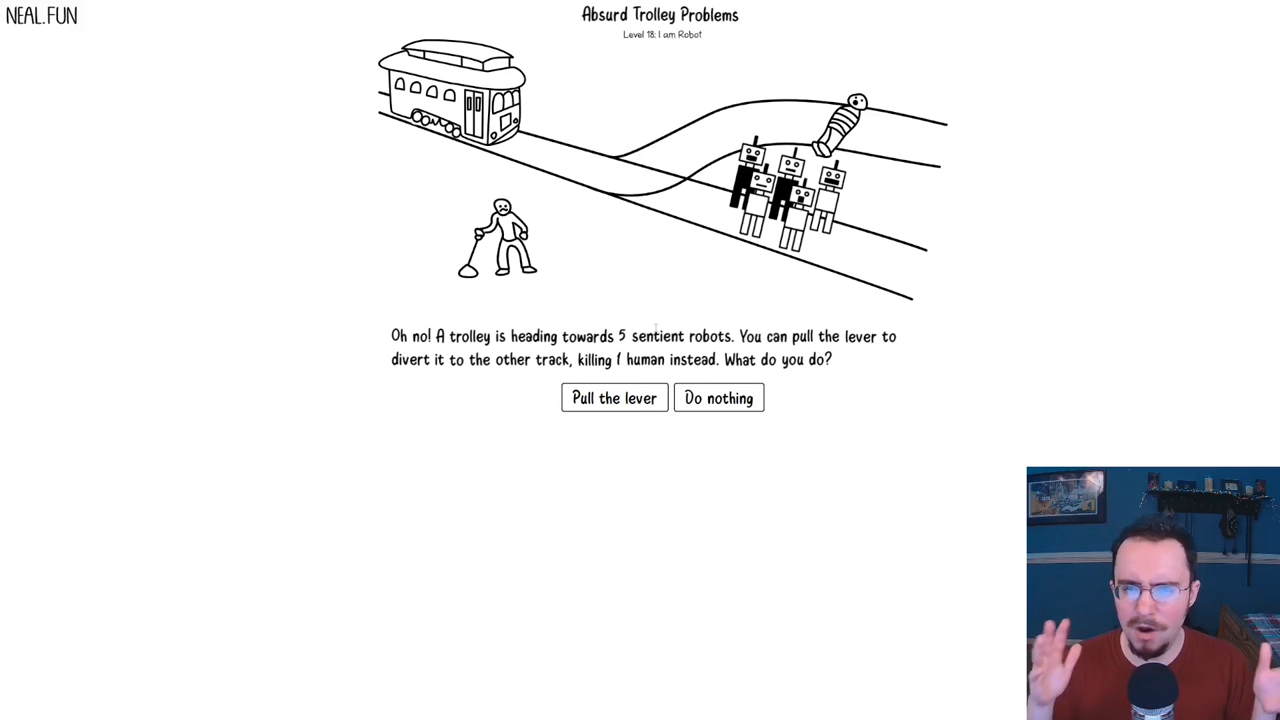 NEAL.FUN
Absurd Trolley Problems
Level 18: I am Robot
Oh no! A trolley is heading towards 5 sentient robots. You can pull the lever to
divert it to the other track, killing 1 human instead. What do you do?
Pull the lever
Do nothing